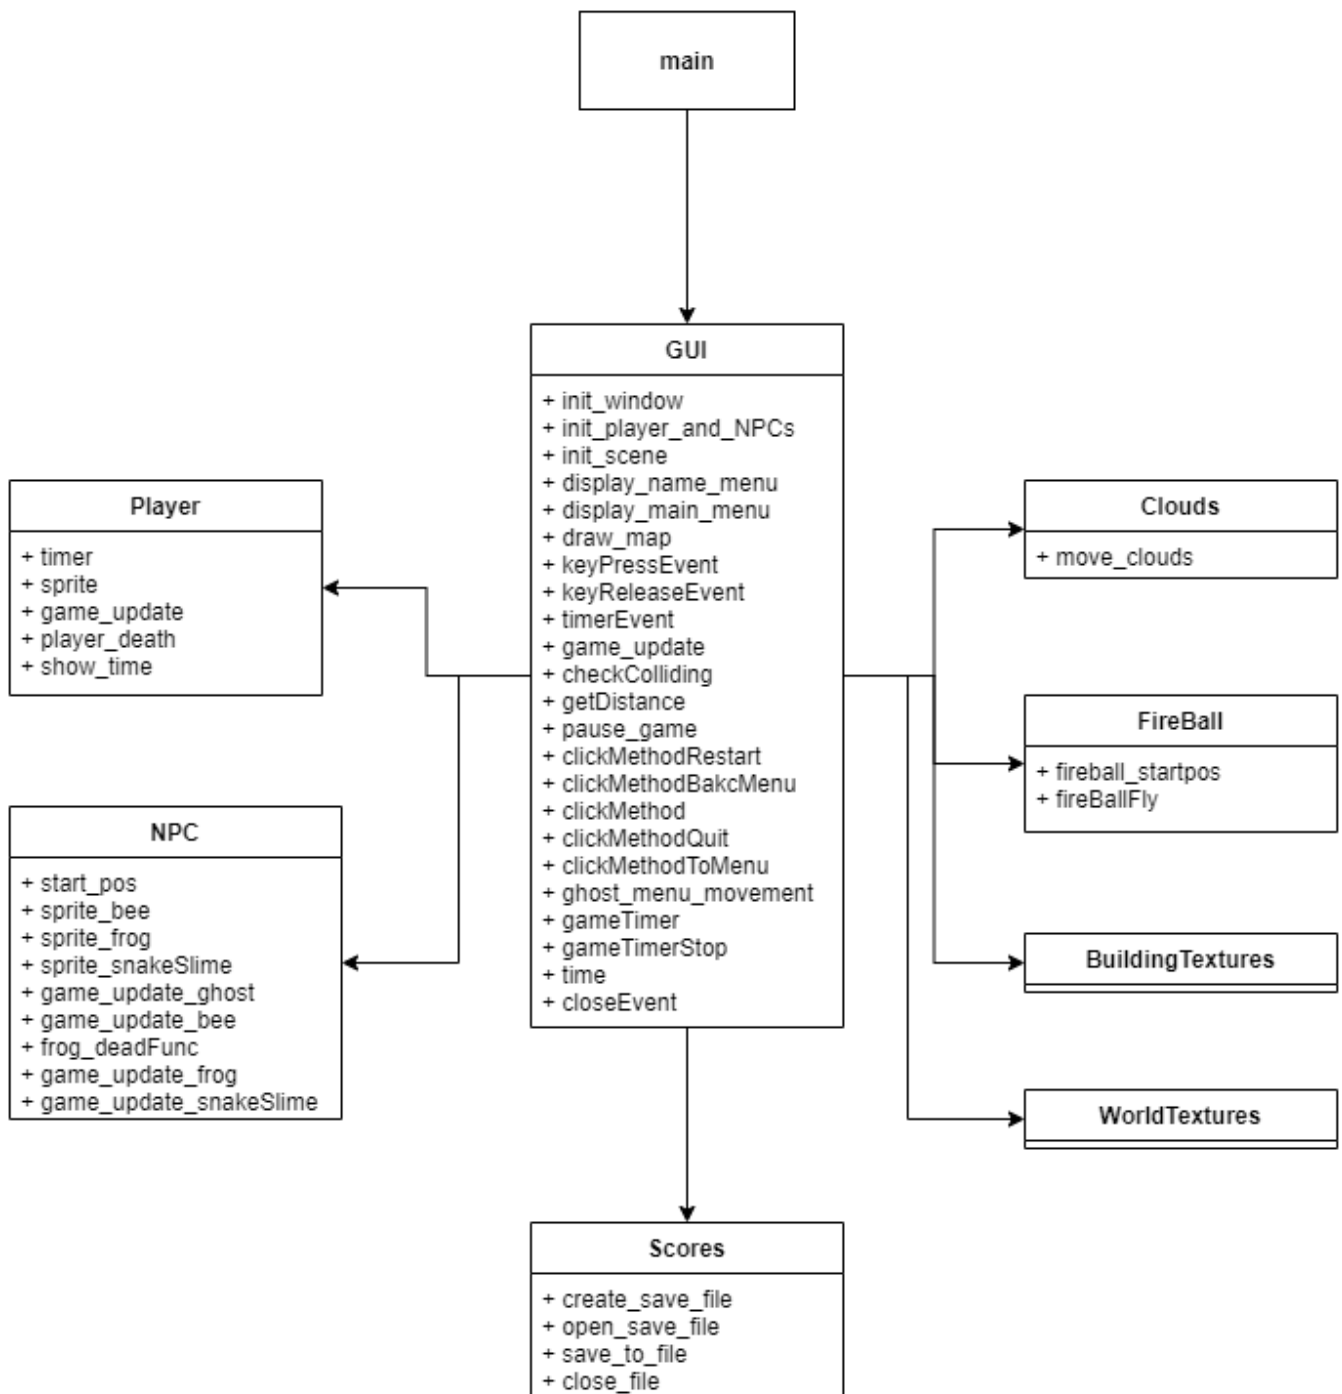 main
GUI
+ init_window
+ init_player_and_NPCs
+ init_scene
+ display_name_menu
+ display_main_menu
+ draw_map
+ keyPressEvent
+ keyReleaseEvent
+ timerEvent
+ game_update
+ checkColliding
+ getDistance
+ pause_game
+ clickMethodRestart
+ clickMethodBakcMenu
+ clickMethod
+ clickMethodQuit
+ clickMethodToMenu
+ ghost_menu_movement
+ gameTimer
+ gameTimerStop
+ time
+ closeEvent
Player
+ timer
+ sprite
+ game_update
+ player_death
+ show_time
NPC
+ start_pos
+ sprite_bee
+ sprite_frog
+ sprite_snakeSlime
+ game_update_ghost
+ game_update_bee
+ frog_deadFunc
+ game_update_frog
+ game_update_snakeSlime
Clouds
+ move_clouds
FireBall
+ fireball_startpos
+ fireBallFly
BuildingTextures
WorldTextures
Scores
+ create_save_file
+ open_save_file
+ save_to_file
+ close_file